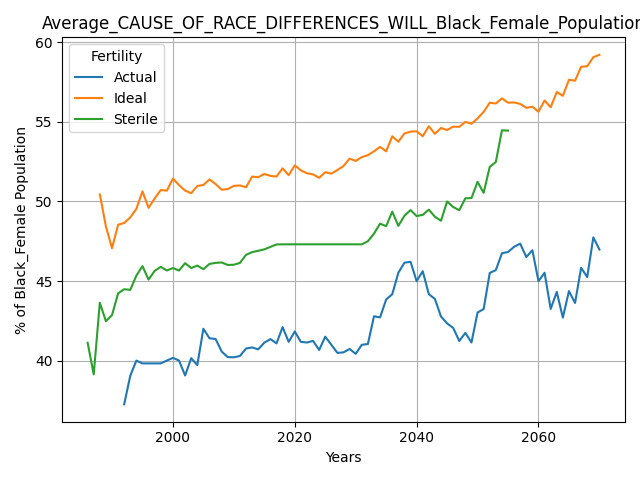 Average_CAUSE_OF_RACE_DIFFERENCES_WILL_Black_Female_Population
Fertility
Actual
Ideal
Sterile
% of Black_Female Population
60
55
50
45
40
2000
2020
2040
2060
Years